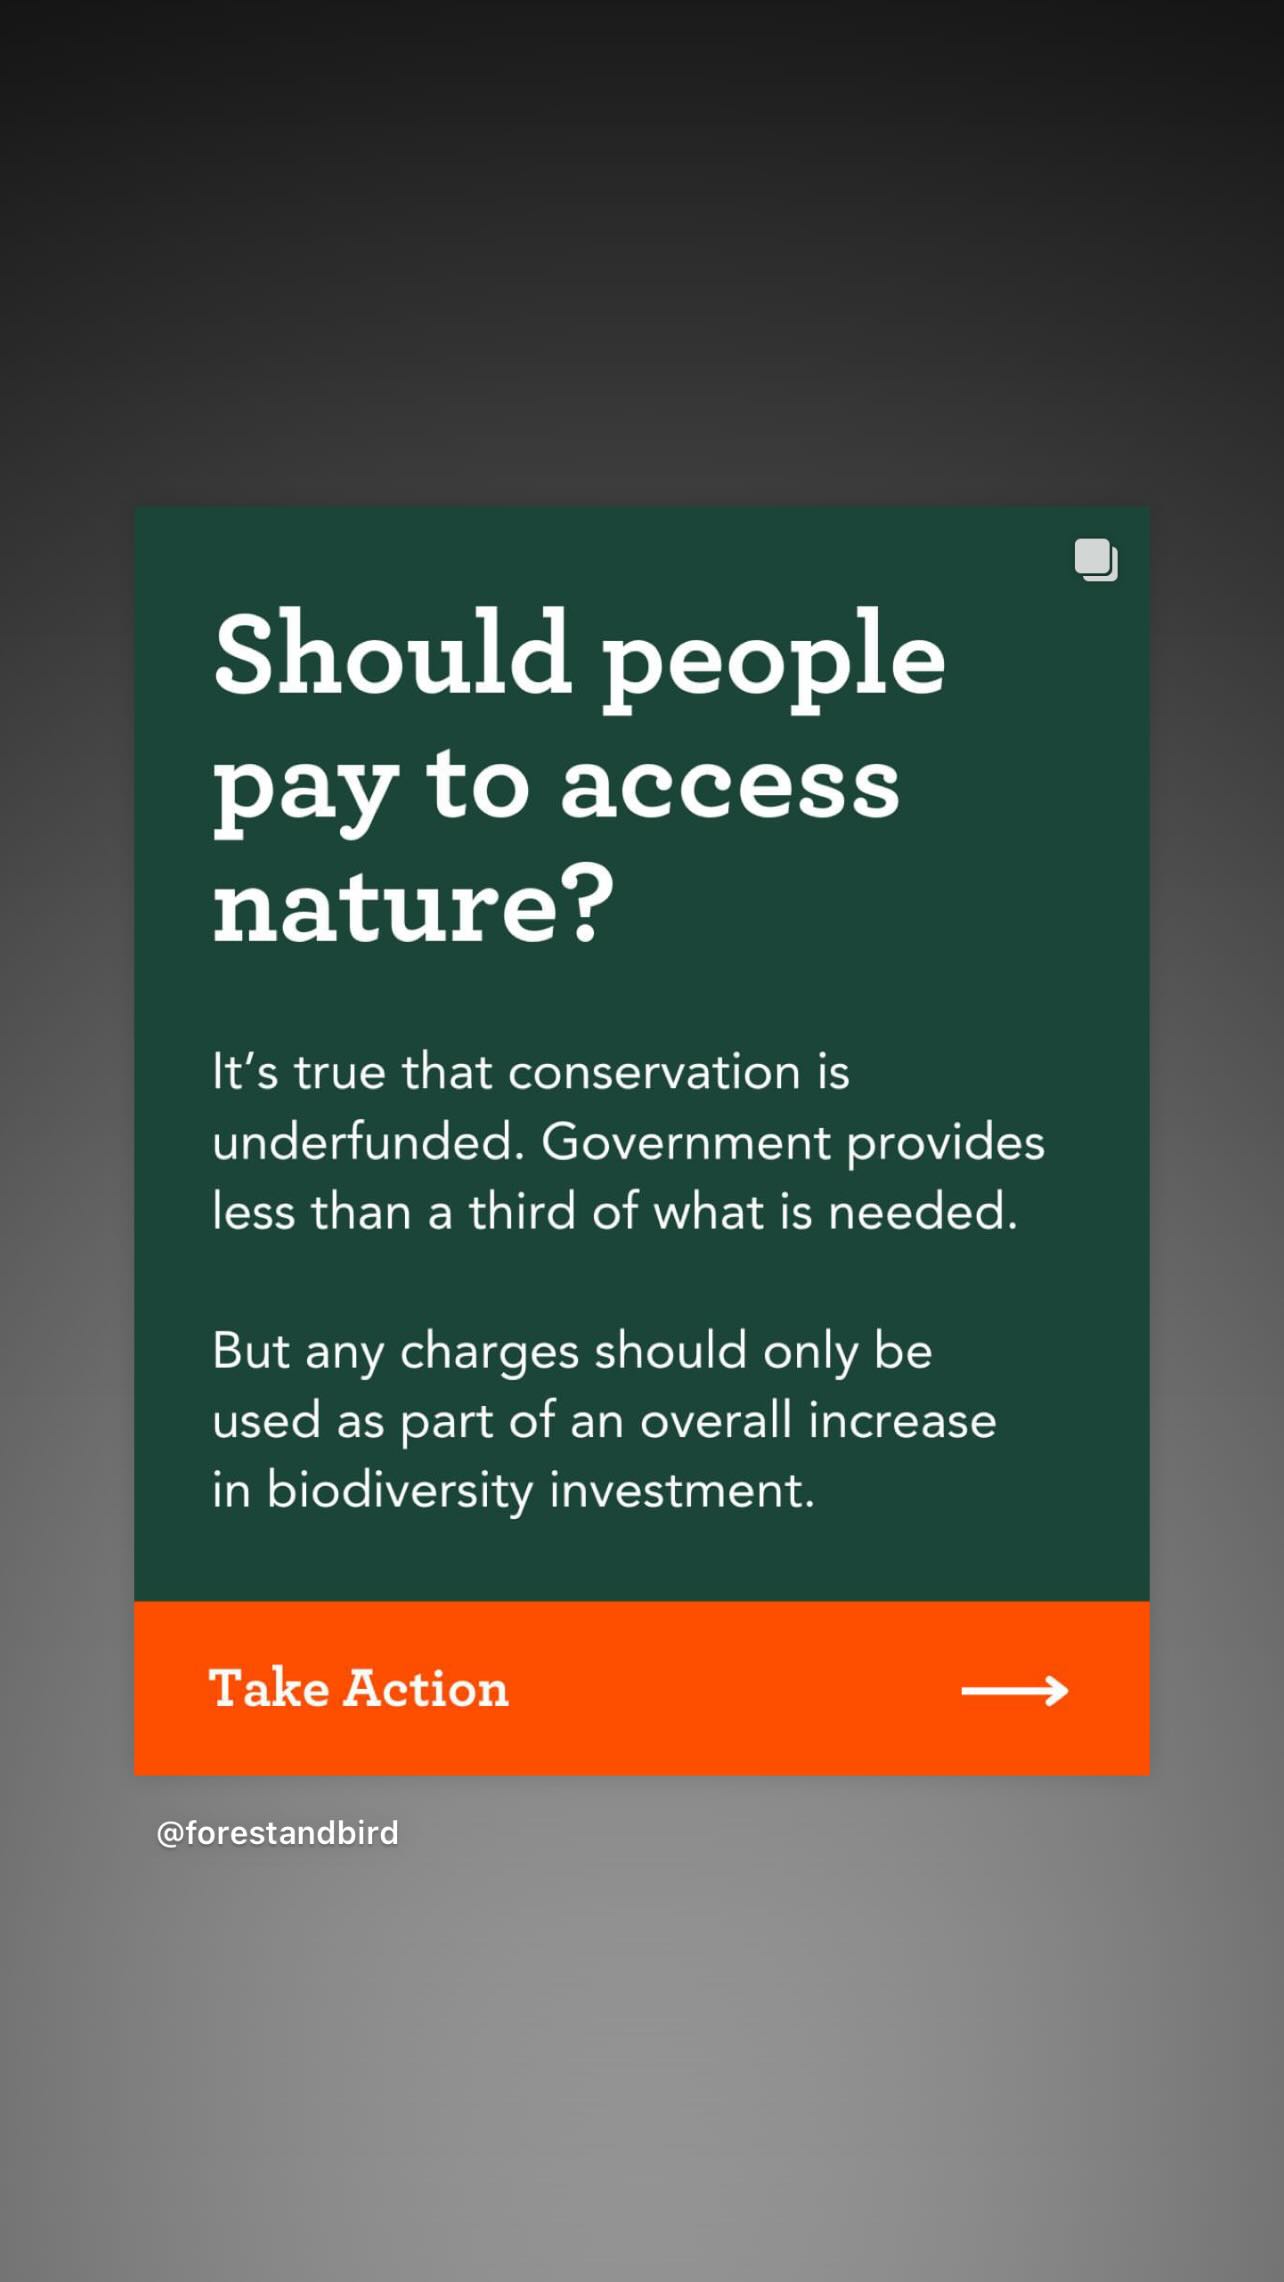 Should people
pay to access
nature?
It’s true that conservation is
underfunded. Government provides
less than a third of what is needed.
But any charges should only be
used as part of an overall increase
in biodiversity investment.
Take Action
@forestandbird